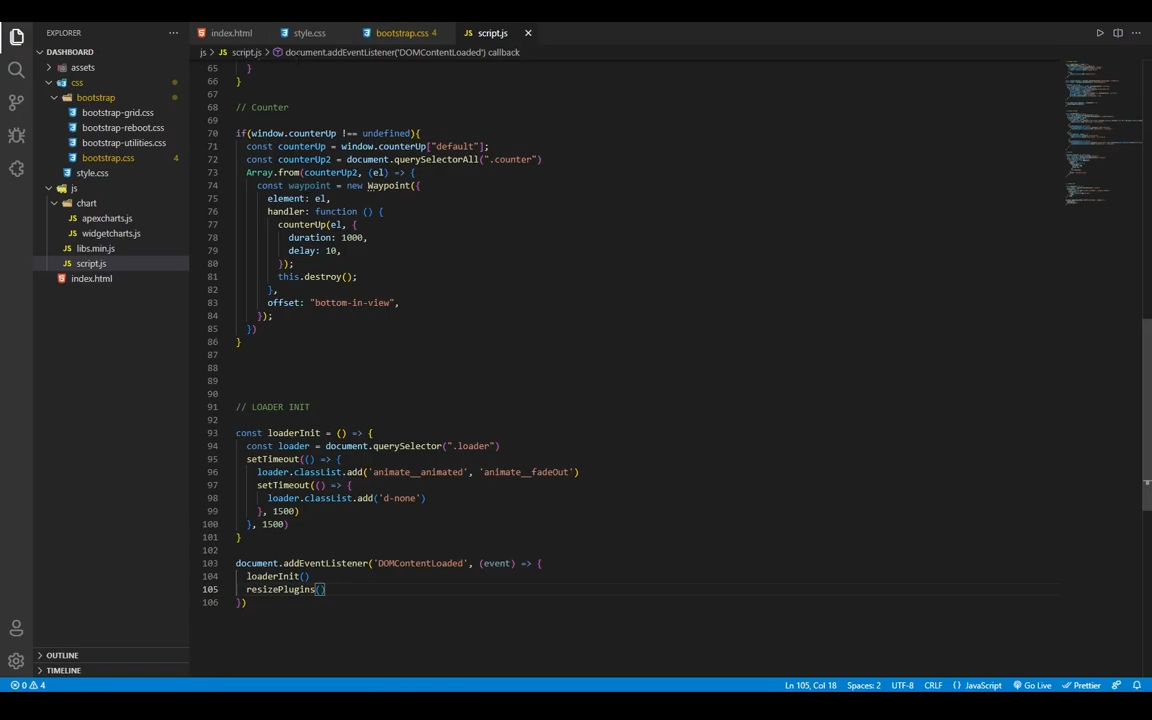 EXPLORER
DASHBOARD
assets
css
bootstrap
bootstrap-grid.css
bootstrap-reboot.css
bootstrap-utilities.css
bootstrap.css 4
style.css
js
chart
apexcharts.js
widgetcharts.js
libs.min.js
script.js
index.html
OUTLINE
TIMELINE
index.html style.css bootstrap.css 4 script.js
js > script.js > document.addEventListener('DOMContentLoaded') callback
65 }
66 }
67
68 // Counter
69
70 if(window.counterUp !== undefined){
71 const counterUp = window.counterUp["default"];
72 const counterUp2 = document.querySelectorAll(".counter")
73 Array.from(counterUp2, (el) => {
74 const waypoint = new Waypoint({
75 element: el,
76 handler: function () {
77 counterUp(el, {
78 duration: 1000,
79 delay: 10,
80 });
81 this.destroy();
82 },
83 offset: "bottom-in-view",
84 });
85 })
86 }
87
88
89
90
91 // LOADER INIT
92
93 const loaderInit = () => {
94 const loader = document.querySelector(".loader")
95 setTimeout(() => {
96 loader.classList.add('animate__animated', 'animate__fadeOut')
97 setTimeout(() => {
98 loader.classList.add('d-none')
99 }, 1500)
100 }, 1500)
101 }
102
103 document.addEventListener('DOMContentLoaded', (event) => {
104 loaderInit()
105 resizePlugins()
106 })
0 4 Ln 105, Col 18 Spaces: 2 UTF-8 CRLF {} JavaScript Go Live Prettier